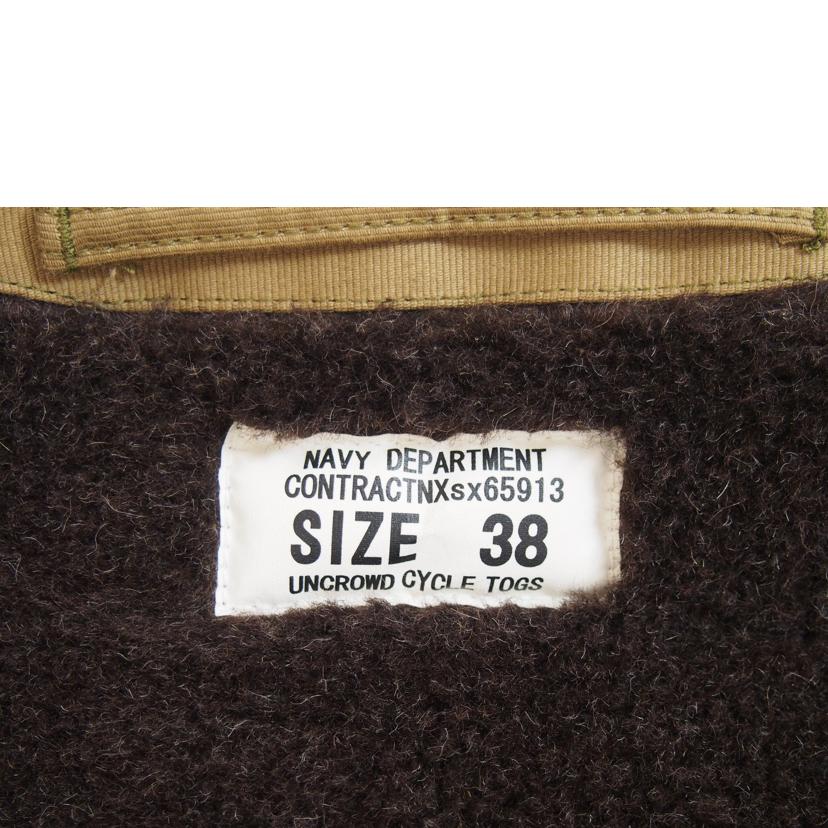 NAVY DEPARTMENT
CONTRACTNXsx65913
SIZE 38
UNCROWD CYCLE TOGS